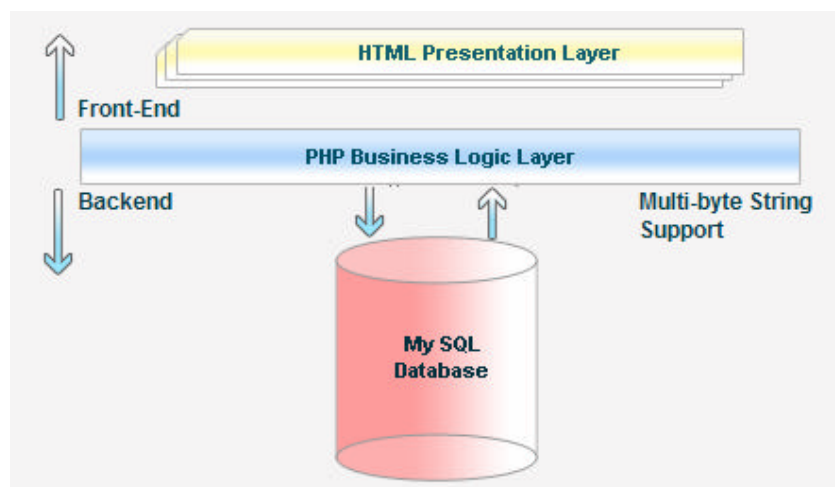 HTML Presentation Layer
Front-End
PHP Business Logic Layer
Backend
Multi-byte String
Support
My SQL
Database